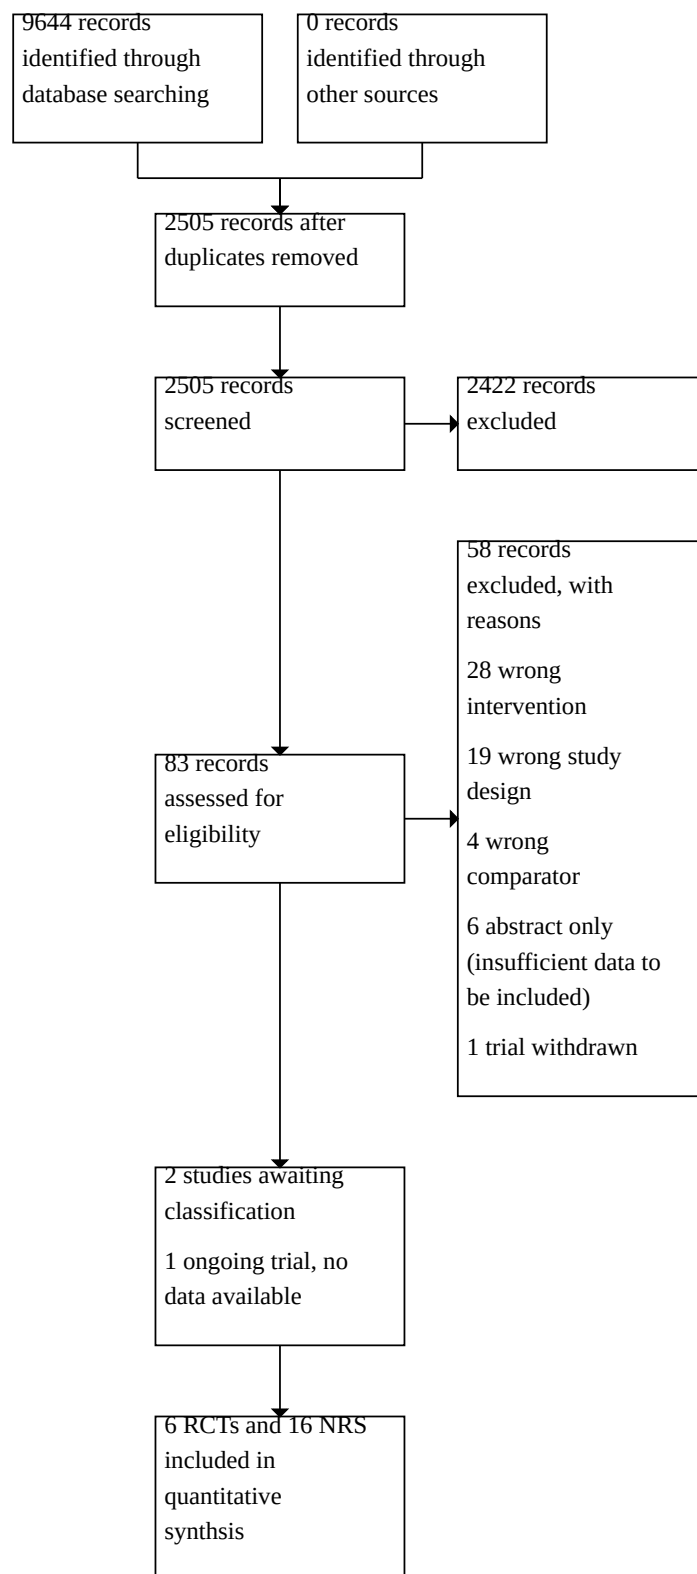 9644 records
identified through
database searching
0 records
identified through
other sources
2505 records after
duplicates removed
2505 records
screened
2422 records
excluded
58 records
excluded, with
reasons
28 wrong
intervention
19 wrong study
design
4 wrong
comparator
6 abstract only
(insufficient data to
be included)
1 trial withdrawn
83 records
assessed for
eligibility
2 studies awaiting
classification
1 ongoing trial, no
data available
6 RCTs and 16 NRS
included in
quantitative
synthsis